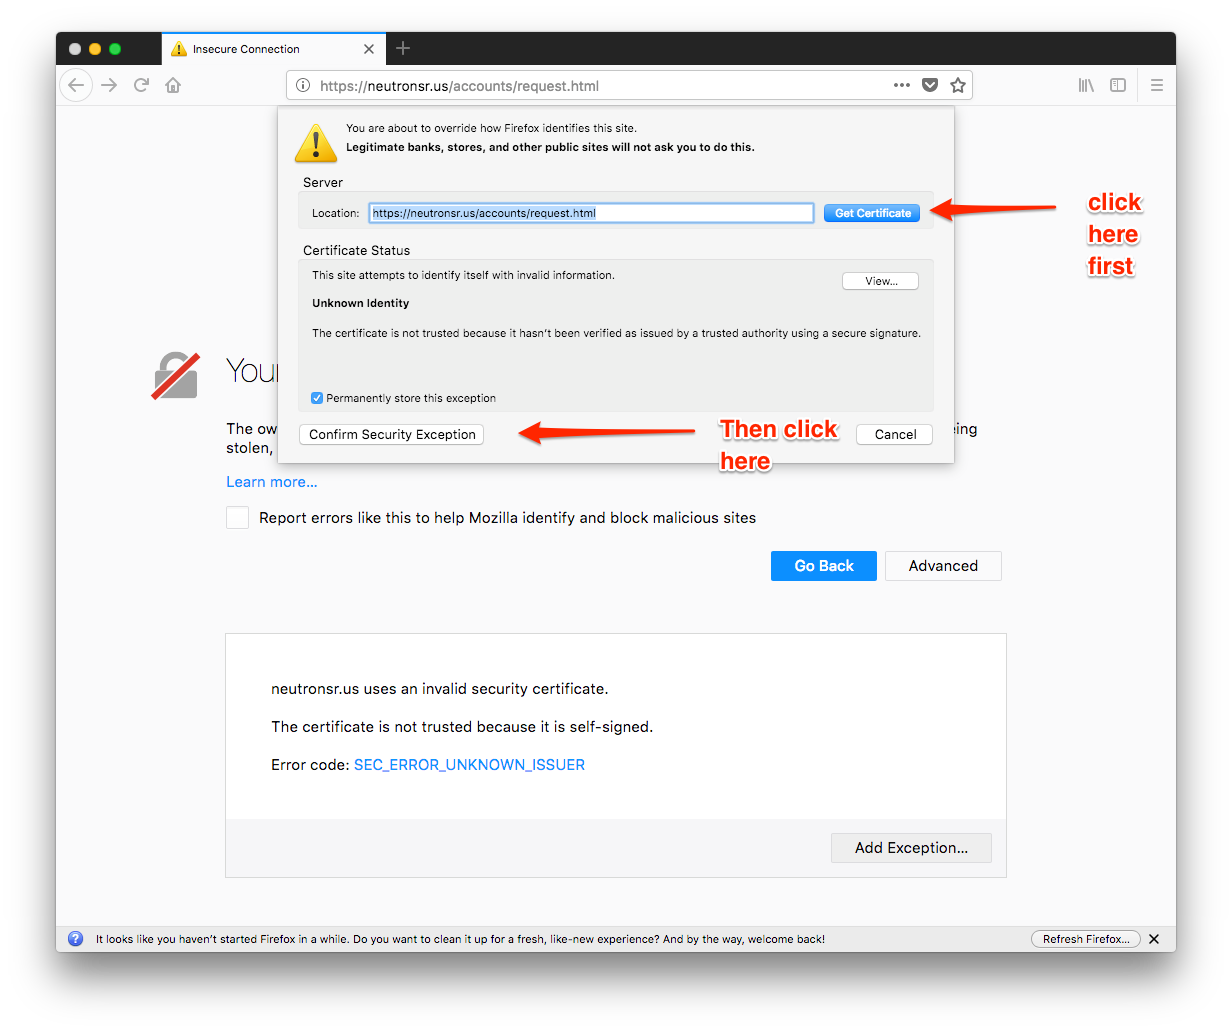 Insecure Connection
https://neutronsr.us/accounts/request.html
You are about to override how Firefox identifies this site.
Legitimate banks, stores, and other public sites will not ask you to do this.
Server
Location: https://neutronsr.us/accounts/request.html Get Certificate
click
here
first
Certificate Status
This site attempts to identify itself with invalid information.
View...
Unknown Identity
The certificate is not trusted because it hasn't been verified as issued by a trusted authority using a secure signature.
Permanently store this exception
Confirm Security Exception
Then click
here
Cancel
The
stolen,
Learn more...
Report errors like this to help Mozilla identify and block malicious sites
Go Back Advanced
neutronsr.us uses an invalid security certificate.
The certificate is not trusted because it is self-signed.
Error code: SEC_ERROR_UNKNOWN_ISSUER
Add Exception...
It looks like you haven't started Firefox in a while. Do you want to clean it up for a fresh, like-new experience? And by the way, welcome back!
Refresh Firefox...